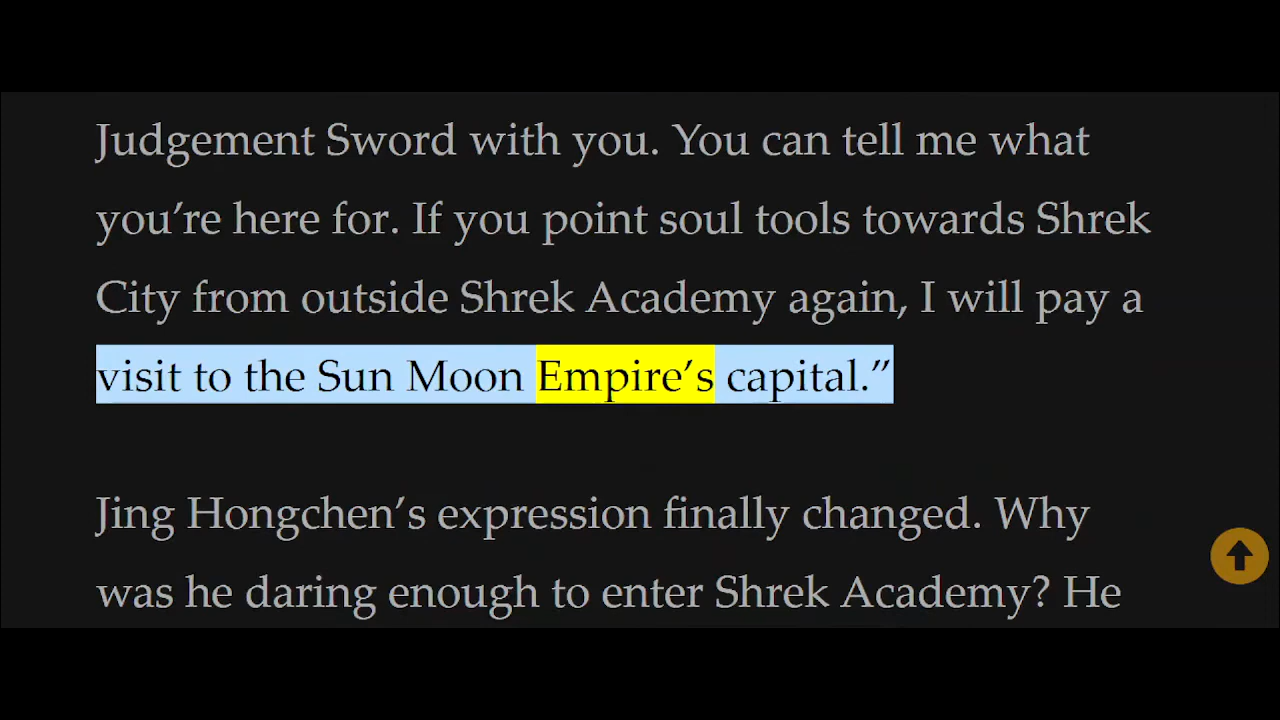 Judgement Sword with you. You can tell me what
you’re here for. If you point soul tools towards Shrek
City from outside Shrek Academy again, I will pay a
visit to the Sun Moon Empire’s capital.”
Jing Hongchen’s expression finally changed. Why
was he daring enough to enter Shrek Academy? He